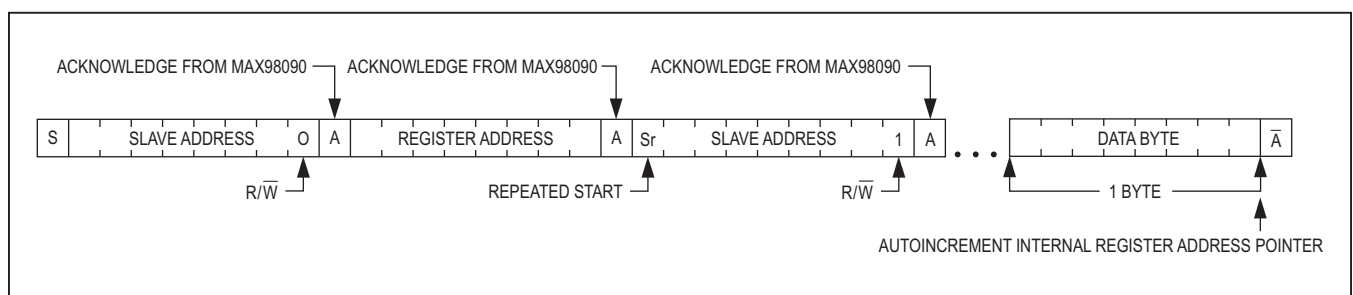 ACKNOWLEDGE FROM MAX98090 ACKNOWLEDGE FROM MAX98090 ACKNOWLEDGE FROM MAX98090
S SLAVE ADDRESS O A REGISTER ADDRESS A Sr SLAVE ADDRESS 1 A • • • DATA BYTE A̅
R/W̅ REPEATED START R/W̅ 1 BYTE
AUTOINCREMENT INTERNAL REGISTER ADDRESS POINTER